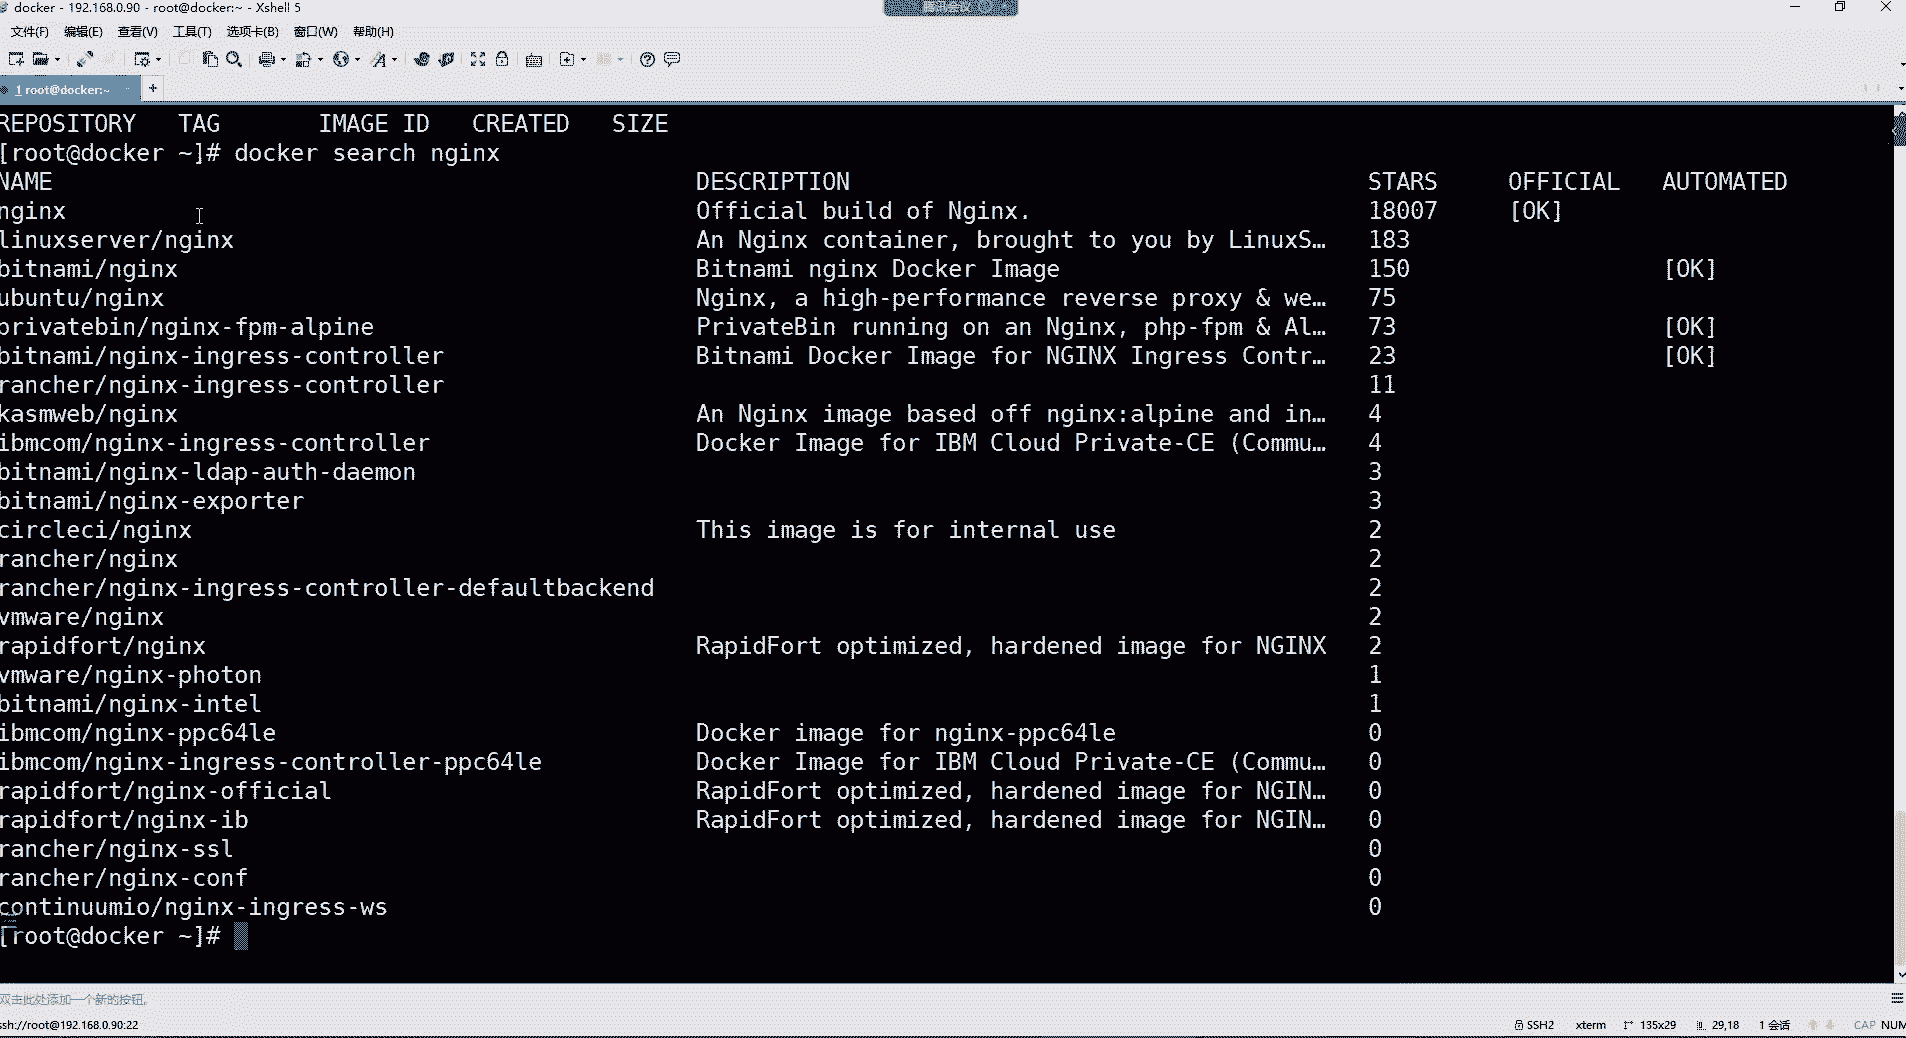 docker - 192.168.0.90 - root@docker:~ - Xshell 5
腾讯会议
文件(F) 编辑(E) 查看(V) 工具(T) 选项卡(B) 窗口(W) 帮助(H)
1 root@docker:~
REPOSITORY TAG IMAGE ID CREATED SIZE
[root@docker ~]# docker search nginx
NAME DESCRIPTION STARS OFFICIAL AUTOMATED
nginx Official build of Nginx. 18007 [OK]
linuxserver/nginx An Nginx container, brought to you by LinuxS… 183
bitnami/nginx Bitnami nginx Docker Image 150 [OK]
ubuntu/nginx Nginx, a high-performance reverse proxy & we… 75
privatebin/nginx-fpm-alpine PrivateBin running on an Nginx, php-fpm & Al… 73 [OK]
bitnami/nginx-ingress-controller Bitnami Docker Image for NGINX Ingress Contr… 23 [OK]
rancher/nginx-ingress-controller 11
kasmweb/nginx An Nginx image based off nginx:alpine and in… 4
ibmcom/nginx-ingress-controller Docker Image for IBM Cloud Private-CE (Commu… 4
bitnami/nginx-ldap-auth-daemon 3
bitnami/nginx-exporter 3
circleci/nginx This image is for internal use 2
rancher/nginx 2
rancher/nginx-ingress-controller-defaultbackend 2
vmware/nginx 2
rapidfort/nginx RapidFort optimized, hardened image for NGINX 2
vmware/nginx-photon 1
bitnami/nginx-intel 1
ibmcom/nginx-ppc64le Docker image for nginx-ppc64le 0
ibmcom/nginx-ingress-controller-ppc64le Docker Image for IBM Cloud Private-CE (Commu… 0
rapidfort/nginx-official RapidFort optimized, hardened image for NGIN… 0
rapidfort/nginx-ib RapidFort optimized, hardened image for NGIN… 0
rancher/nginx-ssl 0
rancher/nginx-conf 0
continuumio/nginx-ingress-ws 0
[root@docker ~]#
双击此处添加一个新的按钮。
ssh://root@192.168.0.90:22 SSH2 xterm 135x29 29,18 1 会话 CAP NUM